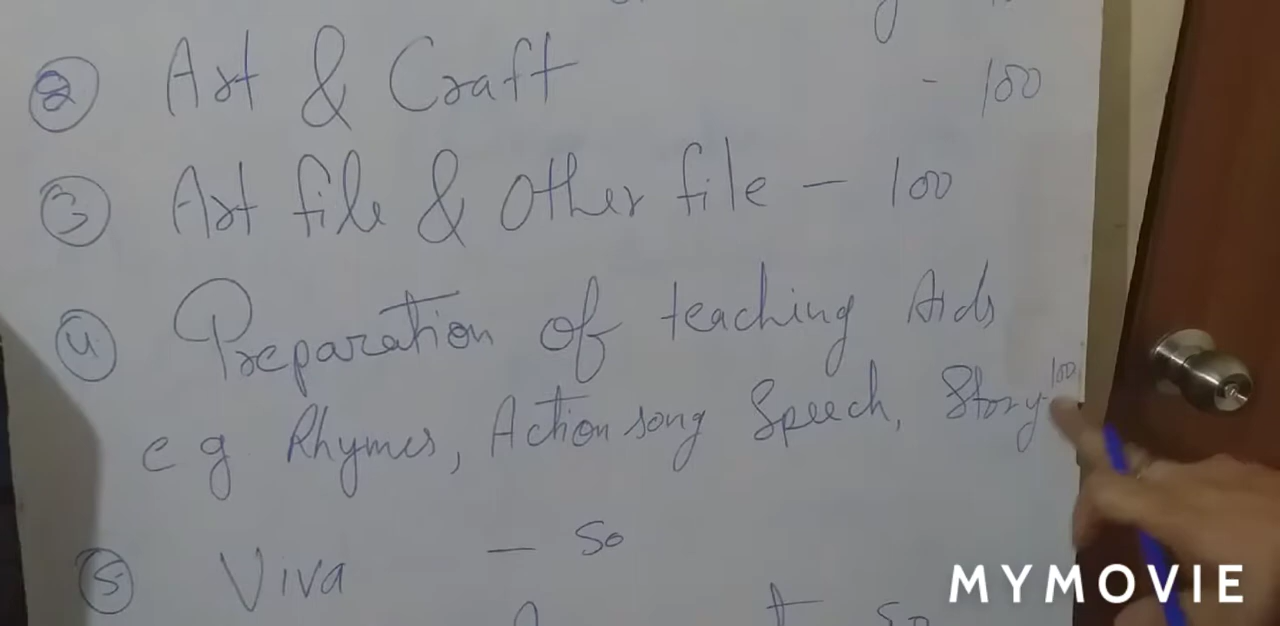 ② Art & Craft - 100
③ Art file & Other file - 100
④ Preparation of teaching Aids
e g Rhymes, Action song Speech, Story 100
⑤ Viva - 50
50
MYMOVIE